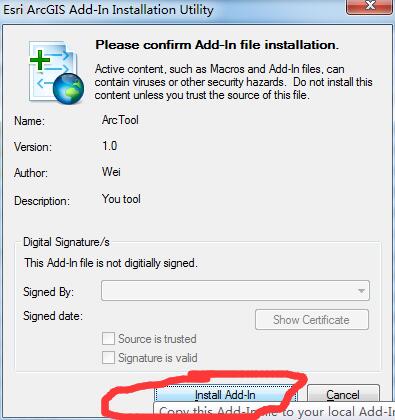 Esri ArcGIS Add-In Installation Utility
Please confirm Add-In file installation.
Active content, such as Macros and Add-In files, can
contain viruses or other security hazards. Do not install this
content unless you trust the source of this file.
Name: ArcTool
Version: 1.0
Author: Wei
Description: You tool
Digital Signature/s
This Add-In file is not digitially signed.
Signed By:
Signed date: Show Certificate
Source is trusted
Signature is valid
Install Add-In Cancel
Copy this Add-In file to your local Add-In